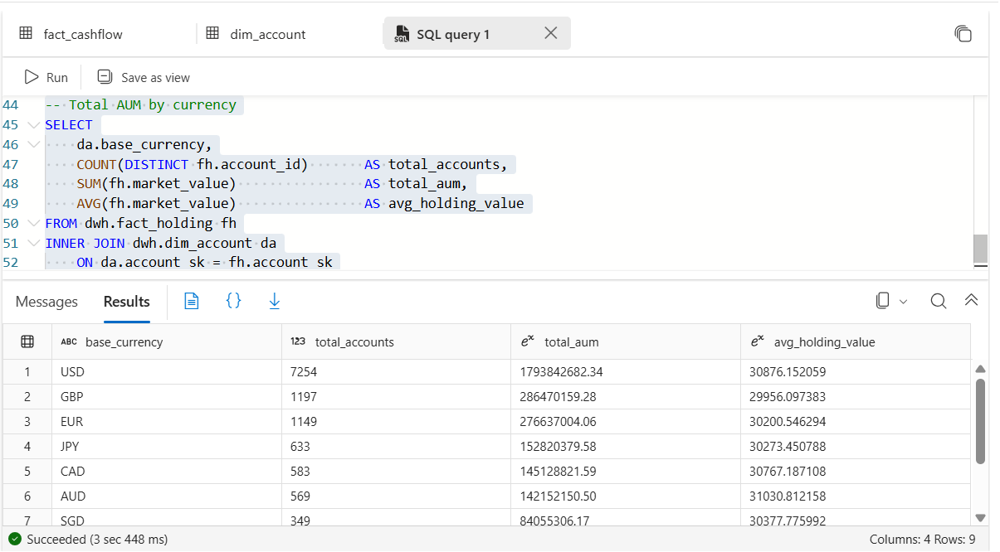 fact_cashflow dim_account SQL query 1
Run Save as view
44 -- Total AUM by currency
45 SELECT
46 da.base_currency,
47 COUNT(DISTINCT fh.account_id) AS total_accounts,
48 SUM(fh.market_value) AS total_aum,
49 AVG(fh.market_value) AS avg_holding_value
50 FROM dwh.fact_holding fh
51 INNER JOIN dwh.dim_account da
52 ON da.account_sk = fh.account_sk
Messages Results
ABC base_currency 123 total_accounts eˣ total_aum eˣ avg_holding_value
1 USD 7254 1793842682.34 30876.152059
2 GBP 1197 286470159.28 29956.097383
3 EUR 1149 276637004.06 30200.546294
4 JPY 633 152820379.58 30273.450788
5 CAD 583 145128821.59 30767.187108
6 AUD 569 142152150.50 31030.812158
7 SGD 349 84055306.17 30377.775992
Succeeded (3 sec 448 ms) Columns: 4 Rows: 9